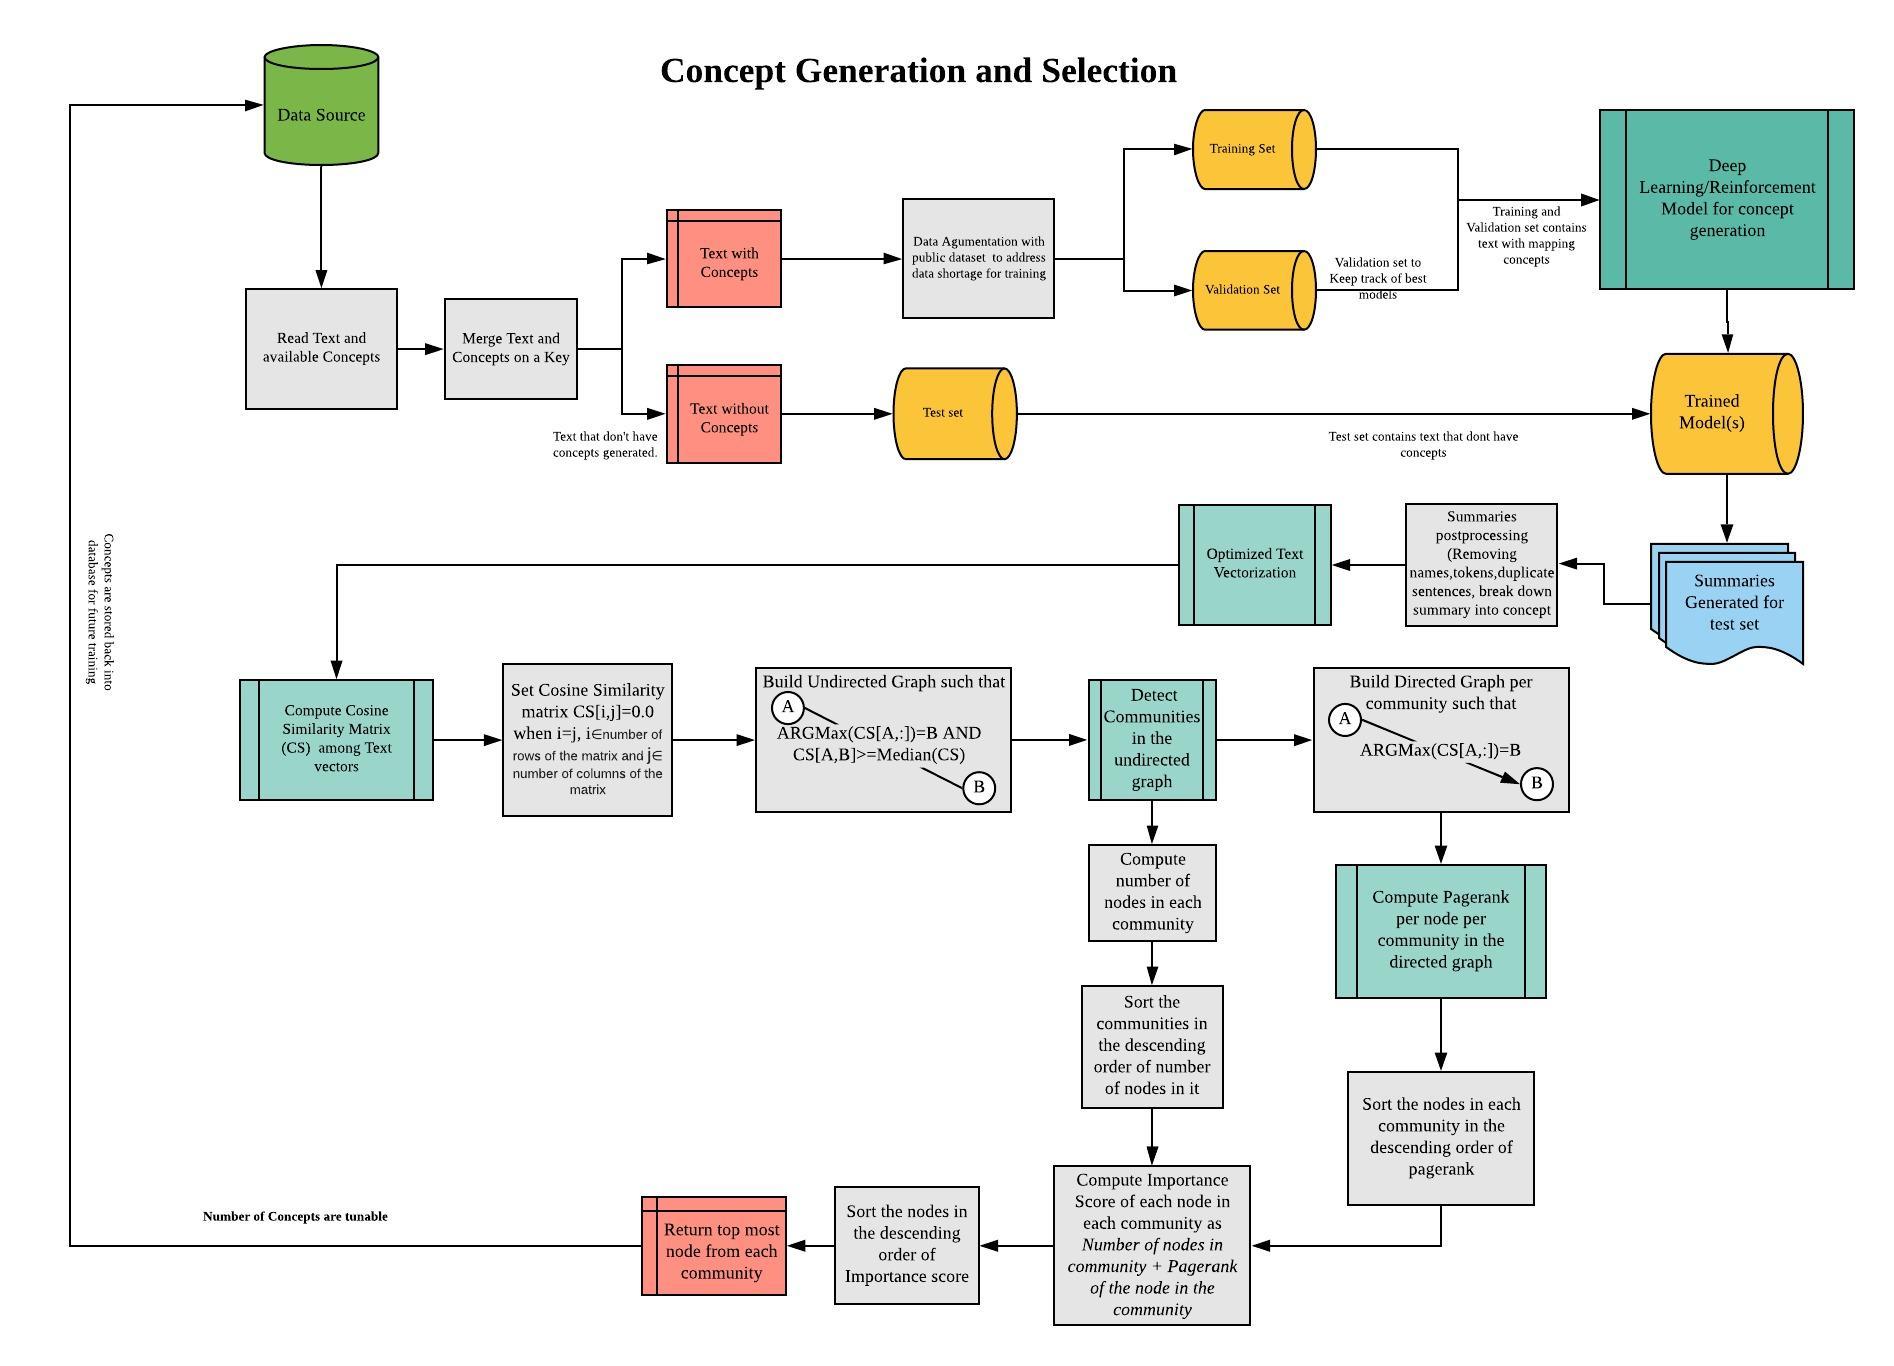 Concept Generation and Selection
Data Source
Training Set
Deep
Learning/Reinforcement
Model for concept
generation
Training and
Validation set contains
text with mapping
concepts
Text with
Concepts
Data Agumentation with
public dataset to address
data shortage for training
Validation set to
Keep track of best
models
Validation Set
Read Text and
available Concepts
Merge Text and
Concepts on a Key
Text without
Concepts
Text that don't have
concepts generated.
Test set
Test set contains text that dont have
concepts
Trained
Model(s)
Summaries
Generated for
test set
Summaries
postprocessing
(Removing
names,tokens,duplicate
sentences, break down
summary into concept
Optimized Text
Vectorization
Concepts are stored back into
database for future training
Compute Cosine
Similarity Matrix
(CS) among Text
vectors
Set Cosine Similarity
matrix CS[i,j]=0.0
when i=j, i∈number of
rows of the matrix and j∈
number of columns of the
matrix
Build Undirected Graph such that
A
ARGMax(CS[A,:])=B AND
CS[A,B]>=Median(CS)
B
Detect
Communities
in the
undirected
graph
Build Directed Graph per
community such that
A
ARGMax(CS[A,:])=B
B
Compute
number of
nodes in each
community
Compute Pagerank
per node per
community in the
directed graph
Sort the
communities in
the descending
order of number
of nodes in it
Sort the nodes in each
community in the
descending order of
pagerank
Compute Importance
Score of each node in
each community as
Number of nodes in
community + Pagerank
of the node in the
community
Sort the nodes in
the descending
order of
Importance score
Return top most
node from each
community
Number of Concepts are tunable